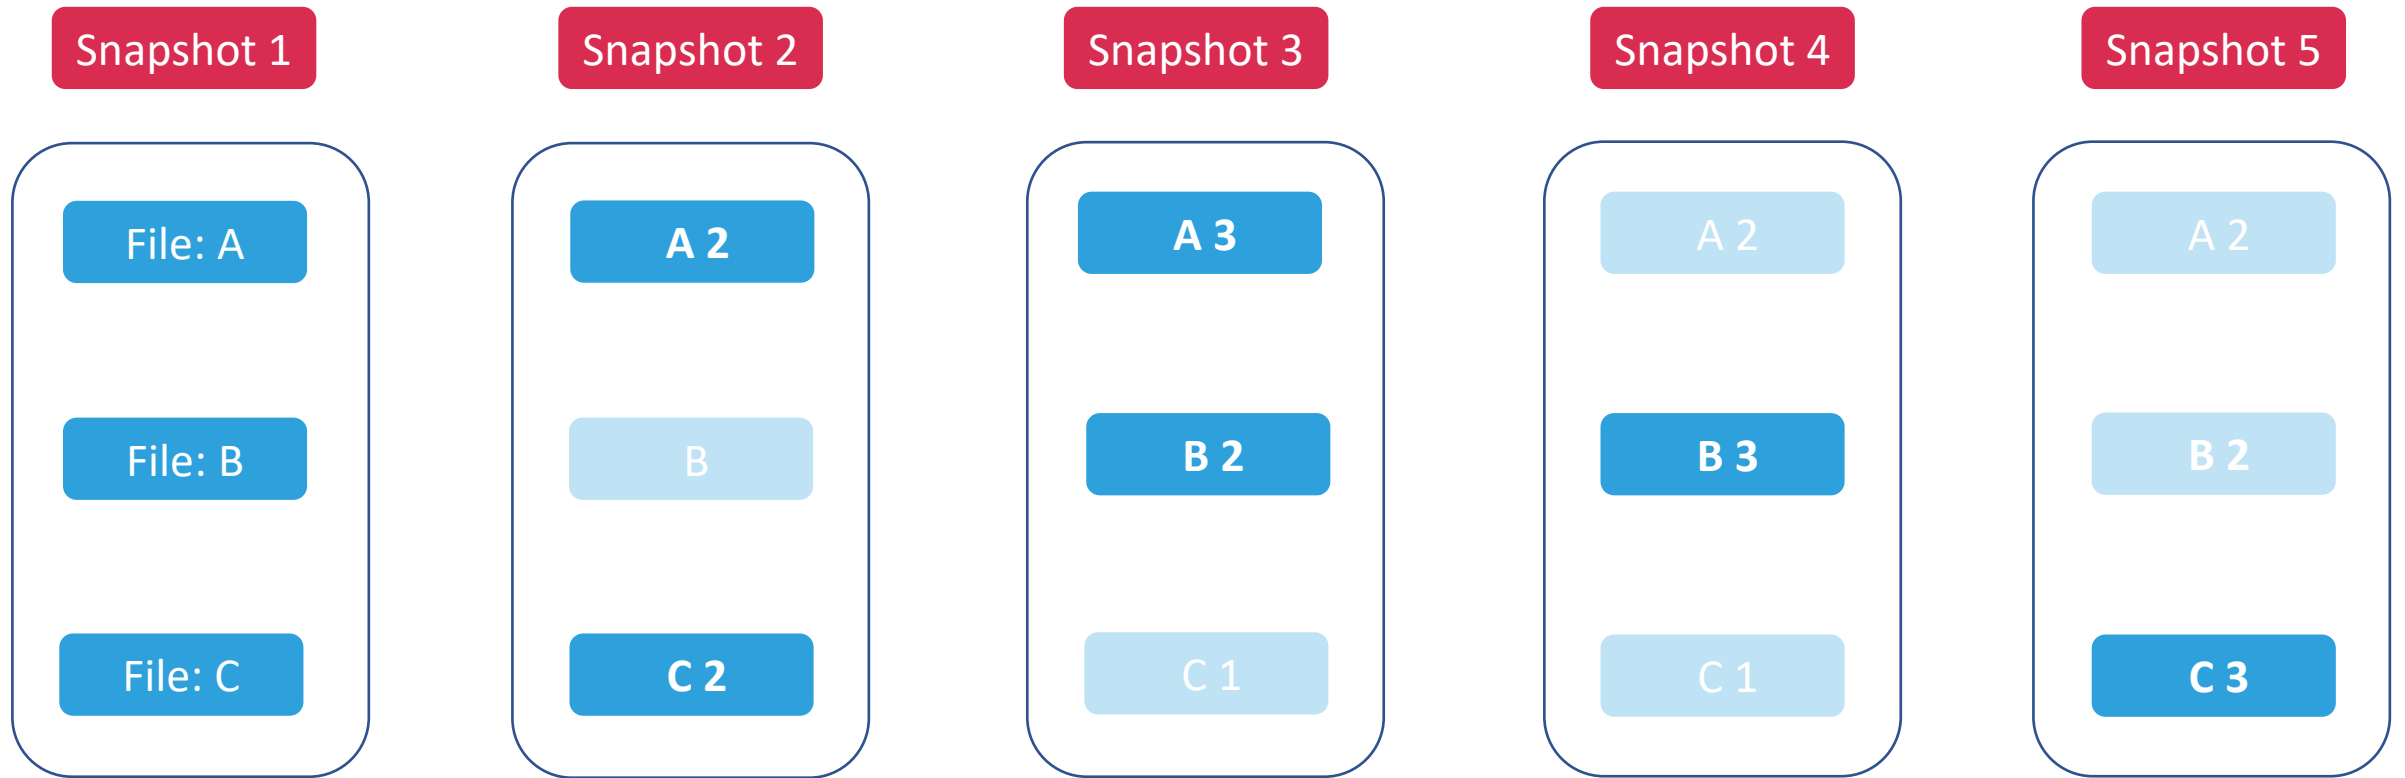 Snapshot 1
Snapshot 2
Snapshot 3
Snapshot 4
Snapshot 5
File: A
A 2
A 3
A 2
A 2
File: B
B
B 2
B 3
B 2
File: C
C 2
C 1
C 1
C 3